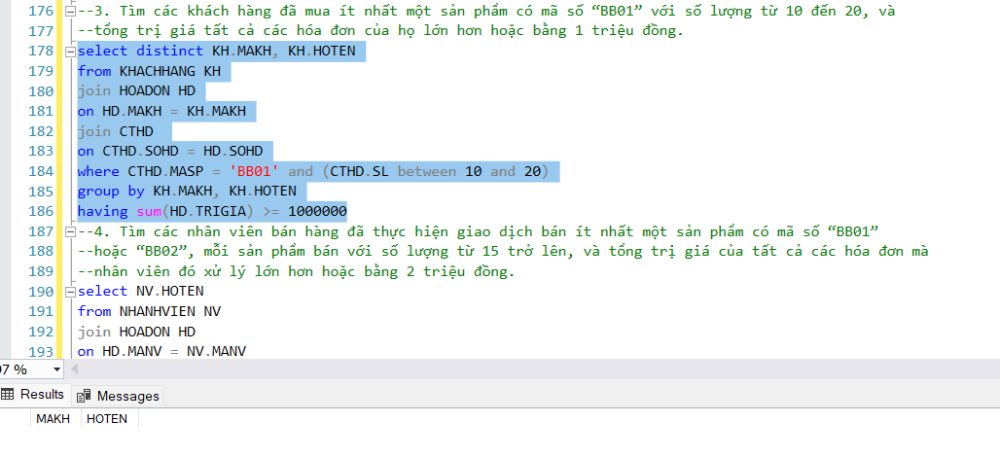 176 --3. Tìm các khách hàng đã mua ít nhất một sản phẩm có mã số “BB01” với số lượng từ 10 đến 20, và
177 --tổng trị giá tất cả các hóa đơn của họ lớn hơn hoặc bằng 1 triệu đồng.
178 select distinct KH.MAKH, KH.HOTEN
179 from KHACHHANG KH
180 join HOADON HD
181 on HD.MAKH = KH.MAKH
182 join CTHD
183 on CTHD.SOHD = HD.SOHD
184 where CTHD.MASP = 'BB01' and (CTHD.SL between 10 and 20)
185 group by KH.MAKH, KH.HOTEN
186 having sum(HD.TRIGIA) >= 1000000
187 --4. Tìm các nhân viên bán hàng đã thực hiện giao dịch bán ít nhất một sản phẩm có mã số “BB01”
188 --hoặc “BB02”, mỗi sản phẩm bán với số lượng từ 15 trở lên, và tổng trị giá của tất cả các hóa đơn mà
189 --nhân viên đó xử lý lớn hơn hoặc bằng 2 triệu đồng.
190 select NV.HOTEN
191 from NHANHVIEN NV
192 join HOADON HD
193 on HD.MANV = NV.MANV
97 %
Results Messages
MAKH HOTEN